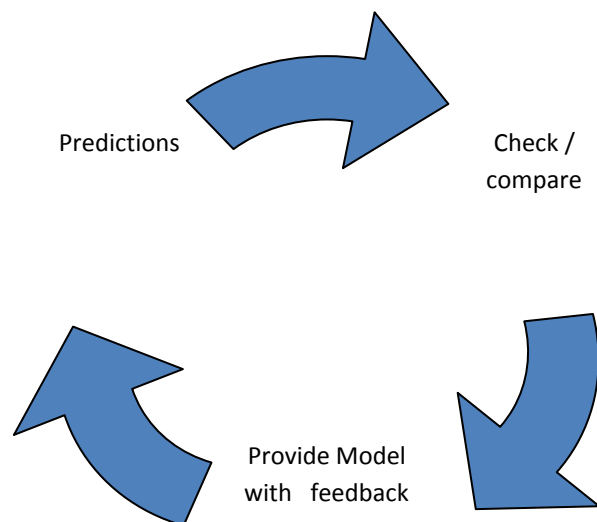 Predictions
Check /
compare
Provide Model
with feedback